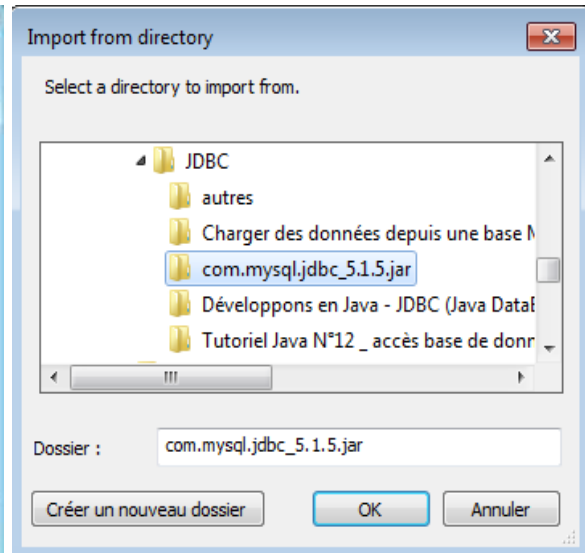 Import from directory
Select a directory to import from.
JDBC
autres
Charger des données depuis une base
com.mysql.jdbc_5.1.5.jar
Développons en Java - JDBC (Java
Tutoriel Java N°12 _ accès base de
Dossier :
com.mysql.jdbc_5.1.5.jar
Créer un nouveau dossier
OK
Annuler